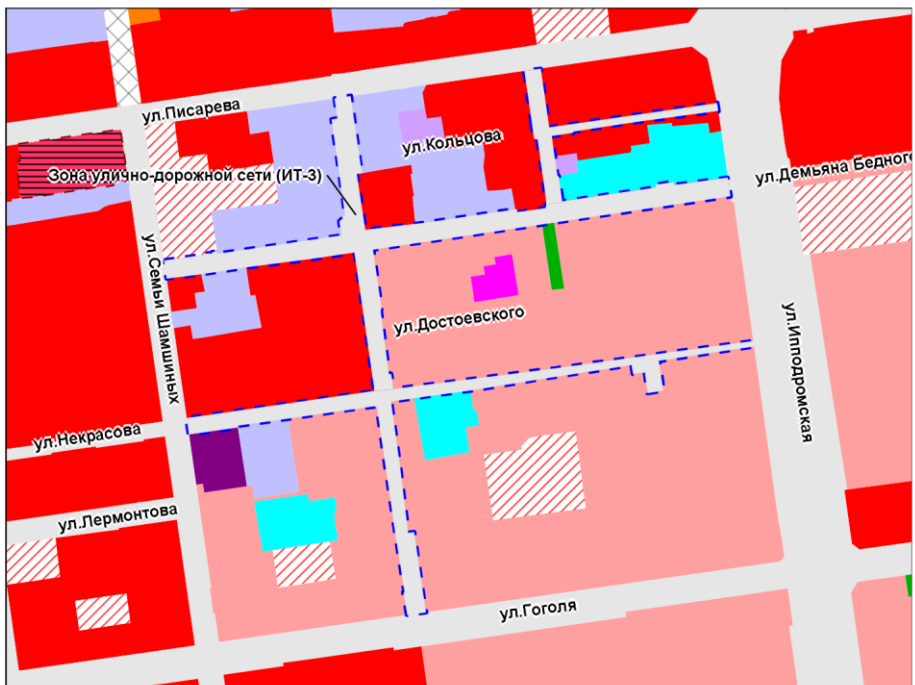 ул.Писарева
ул.Кольцова
Зона улично-дорожной сети (ИТ-3)
ул.Демьяна Бедного
ул.Семьи Шамшиных
ул.Достоевского
ул.Ипподромская
ул.Некрасова
ул.Лермонтова
ул.Гоголя